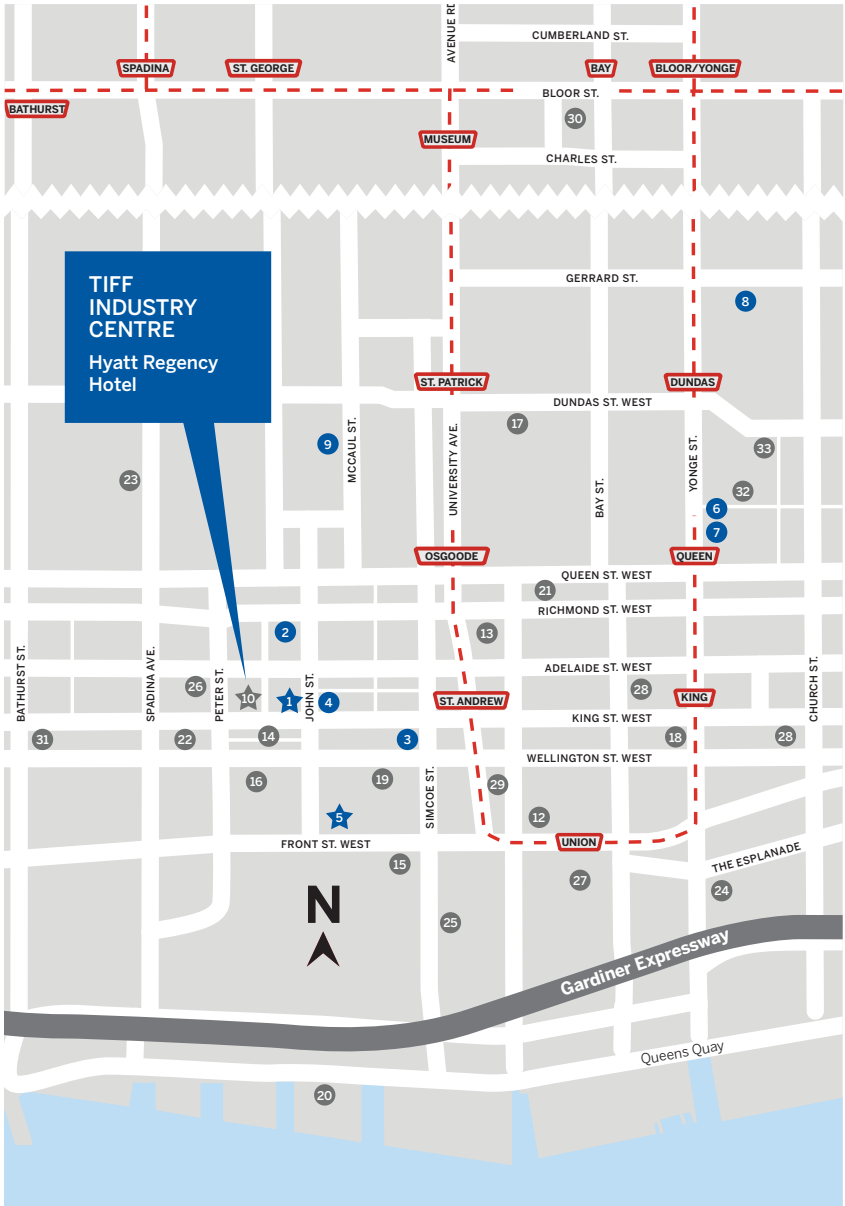 AVENUE RD
CUMBERLAND ST.
SPADINA
ST. GEORGE
BAY
BLOOR/YONGE
BLOOR ST.
BATHURST
30
MUSEUM
CHARLES ST.
GERRARD ST.
TIFF
INDUSTRY
CENTRE
Hyatt Regency
Hotel
8
ST. PATRICK
DUNDAS
DUNDAS ST. WEST
17
9
MCCAUL ST.
UNIVERSITY AVE.
BAY ST.
YONGE ST.
33
23
32
6
7
OSGOODE
QUEEN
QUEEN ST. WEST
21
RICHMOND ST. WEST
2
13
BATHURST ST.
SPADINA AVE.
PETER ST.
JOHN ST.
CHURCH ST.
ADELAIDE ST. WEST
26
10
1
4
ST. ANDREW
28
KING
KING ST. WEST
31
22
14
3
18
28
WELLINGTON ST. WEST
16
19
29
SIMCOE ST.
5
12
FRONT ST. WEST
UNION
THE ESPLANADE
15
27
24
N
25
Gardiner Expressway
Queens Quay
20